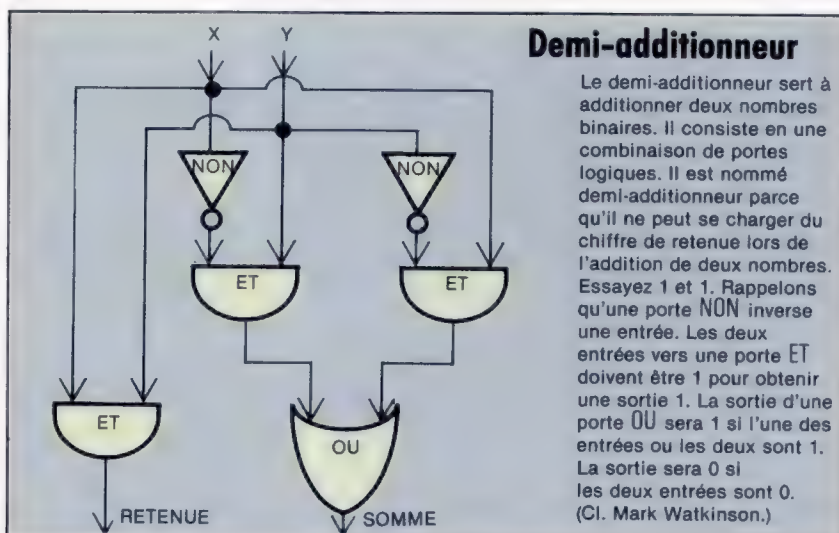 X Y
Demi-additionneur
NON NON
ET ET
ET
OU
RETENUE SOMME
Le demi-additionneur sert à
additionner deux nombres
binaires. Il consiste en une
combinaison de portes
logiques. Il est nommé
demi-additionneur parce
qu'il ne peut se charger du
chiffre de retenue lors de
l'addition de deux nombres.
Essayez 1 et 1. Rappelons
qu'une porte NON inverse
une entrée. Les deux
entrées vers une porte ET
doivent être 1 pour obtenir
une sortie 1. La sortie d'une
porte OU sera 1 si l'une des
entrées ou les deux sont 1.
La sortie sera 0 si
les deux entrées sont 0.
(Cl. Mark Watkinson.)